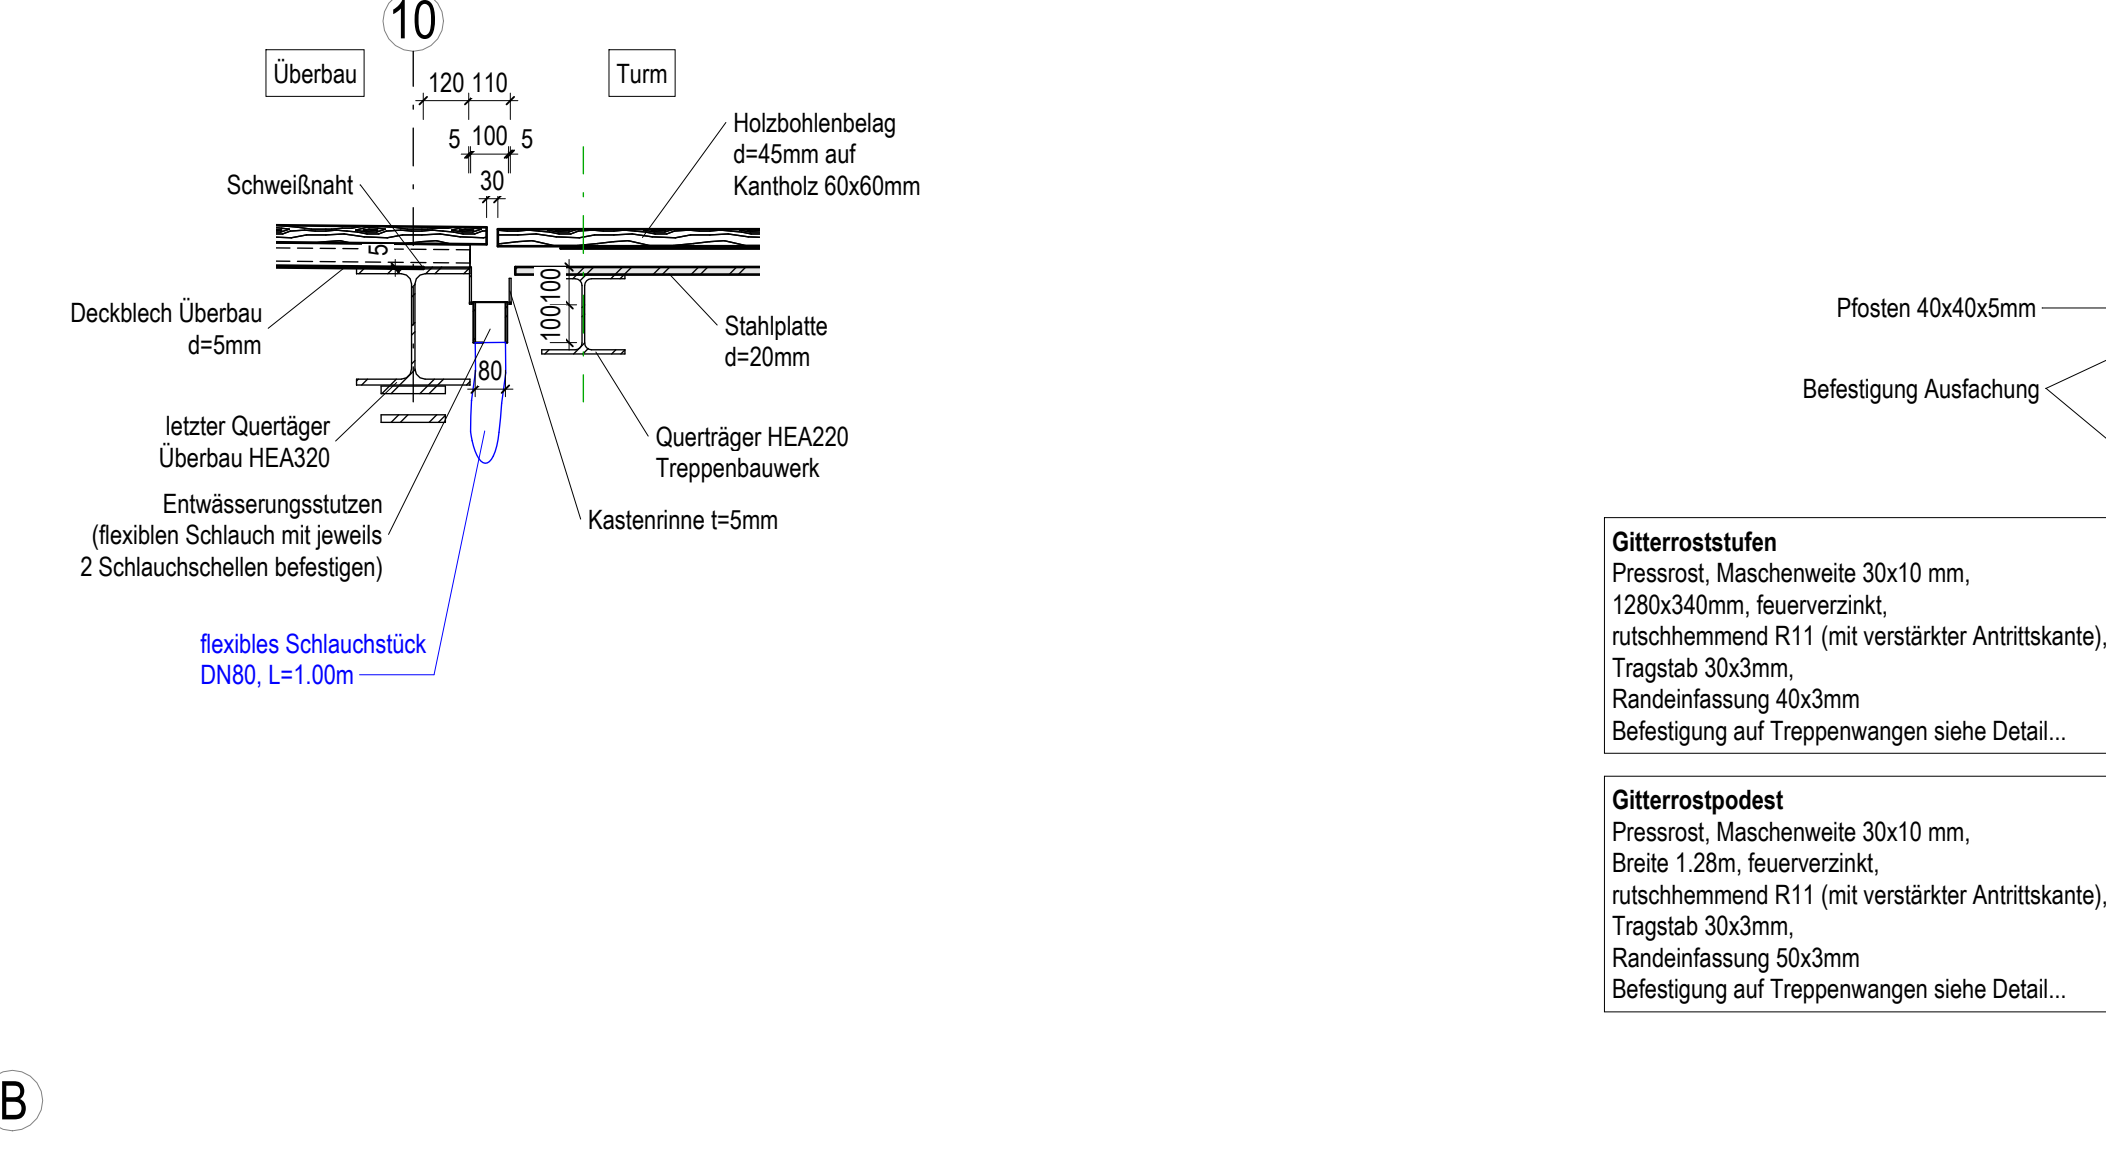 10
Überbau
Turm
120 110
5 100 5
30
Holzbohlenbelag
d=45mm auf
Kantholz 60x60mm
Schweißnaht
5
100
100
Deckblech Überbau
d=5mm
Stahlplatte
d=20mm
80
letzter Quertäger
Überbau HEA320
Querträger HEA220
Treppenbauwerk
Entwässerungsstutzen
(flexiblen Schlauch mit jeweils
2 Schlauchschellen befestigen)
Kastenrinne t=5mm
flexibles Schlauchstück
DN80, L=1.00m
Pfosten 40x40x5mm
Befestigung Ausfachung
Gitterroststufen
Pressrost, Maschenweite 30x10 mm,
1280x340mm, feuerverzinkt,
rutschhemmend R11 (mit verstärkter Antrittskante),
Tragstab 30x3mm,
Randeinfassung 40x3mm
Befestigung auf Treppenwangen siehe Detail...
Gitterrostpodest
Pressrost, Maschenweite 30x10 mm,
Breite 1.28m, feuerverzinkt,
rutschhemmend R11 (mit verstärkter Antrittskante),
Tragstab 30x3mm,
Randeinfassung 50x3mm
Befestigung auf Treppenwangen siehe Detail...
B